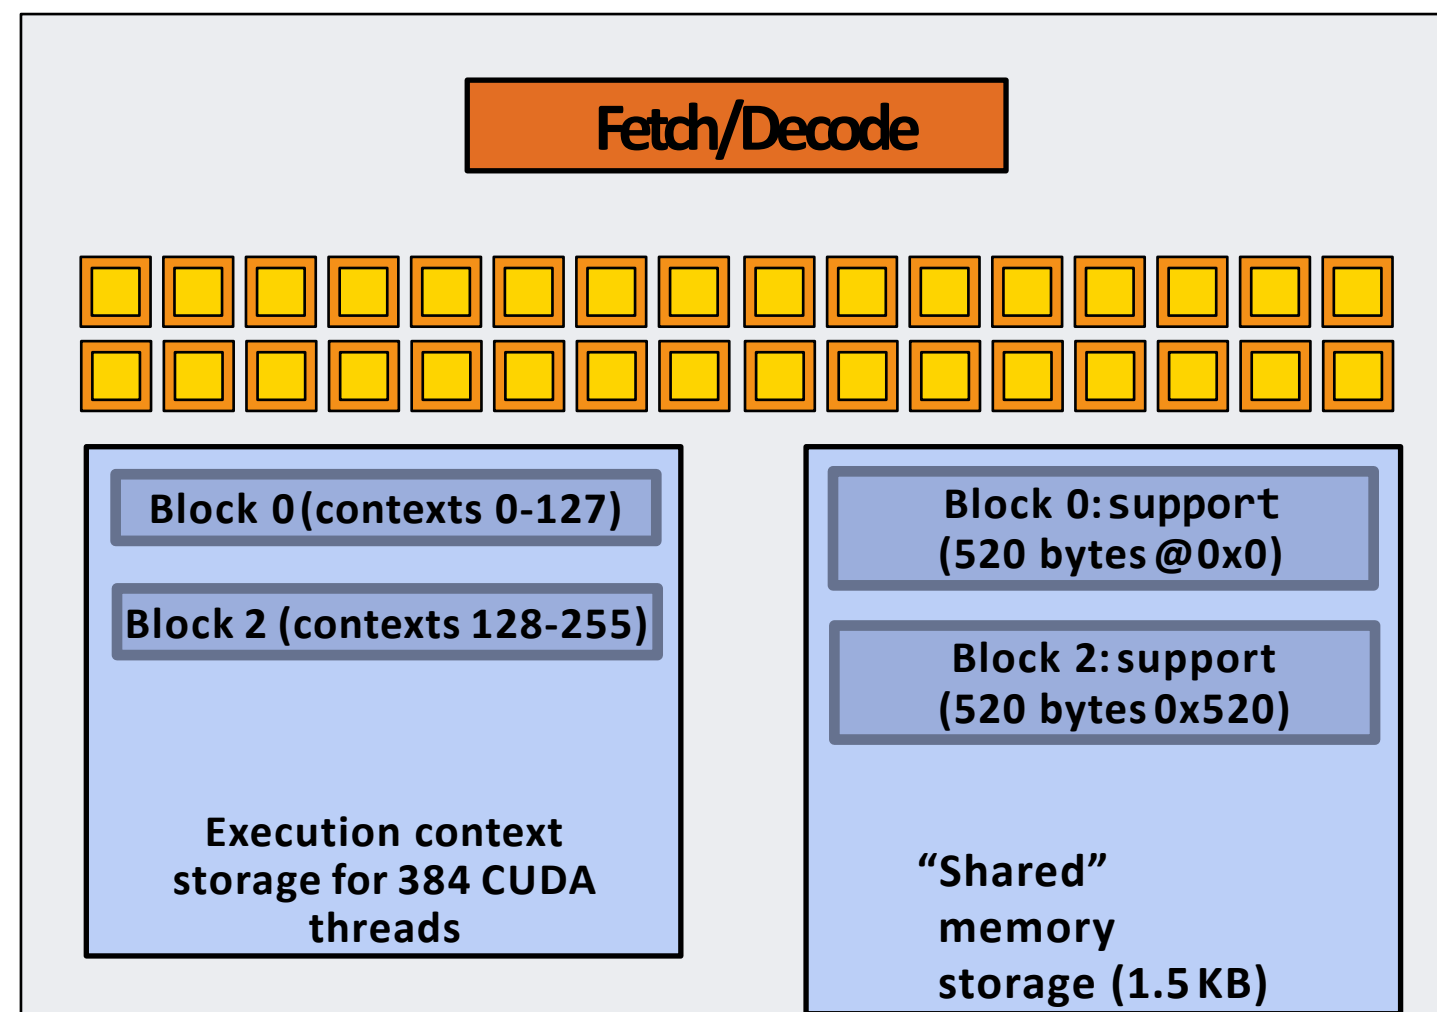 Fetch/Decode
Block 0 (contexts 0-127)
Block 2 (contexts 128-255)
Execution context
storage for 384 CUDA
threads
Block 0: support
(520 bytes @0x0)
Block 2: support
(520 bytes 0x520)
“Shared”
memory
storage (1.5 KB)